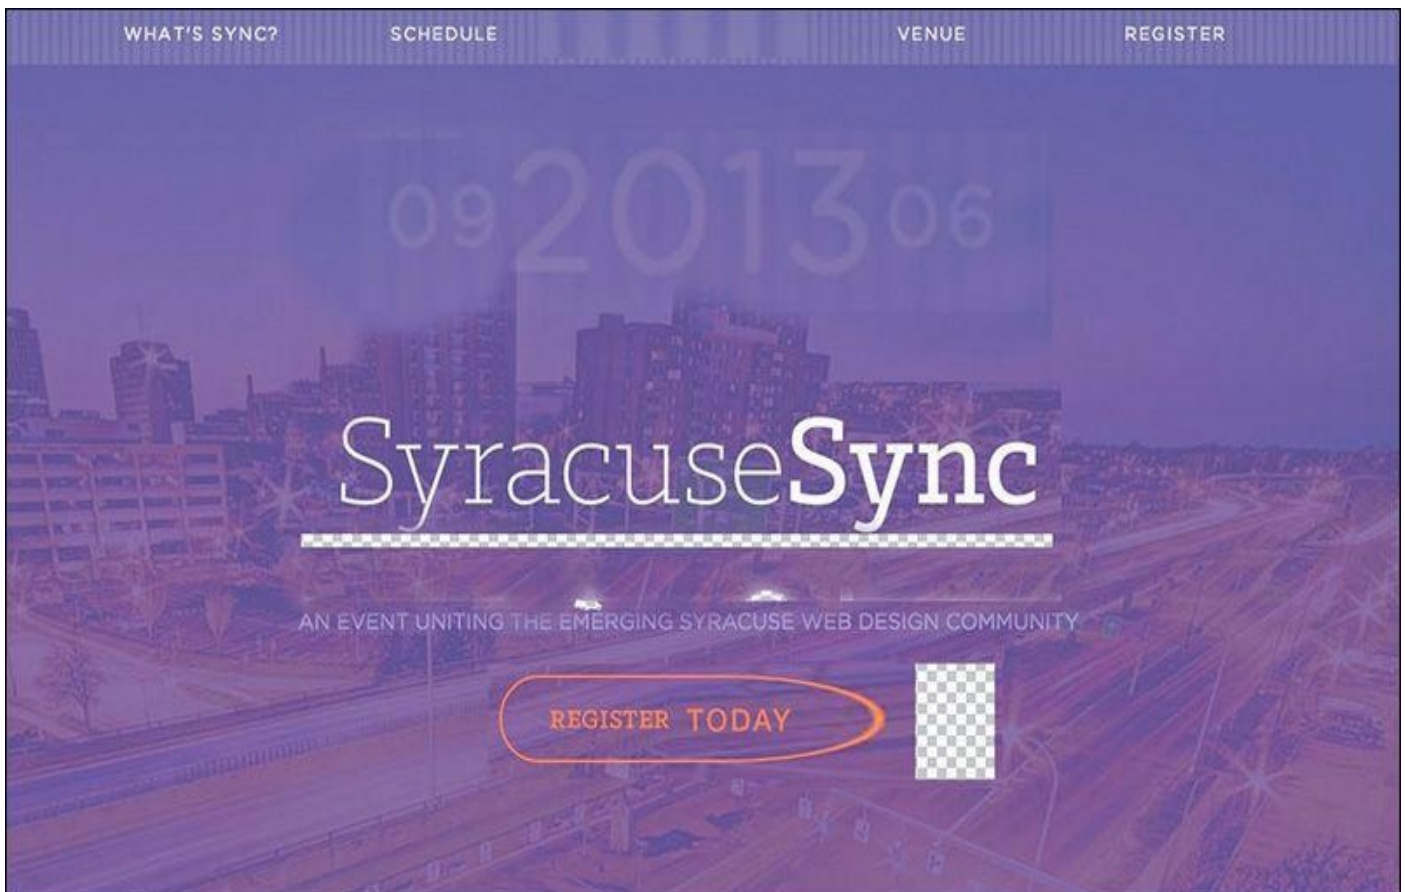 WHAT'S SYNC? SCHEDULE VENUE REGISTER
09 2013 06
SyracuseSync
AN EVENT UNITING THE EMERGING SYRACUSE WEB DESIGN COMMUNITY
REGISTER TODAY